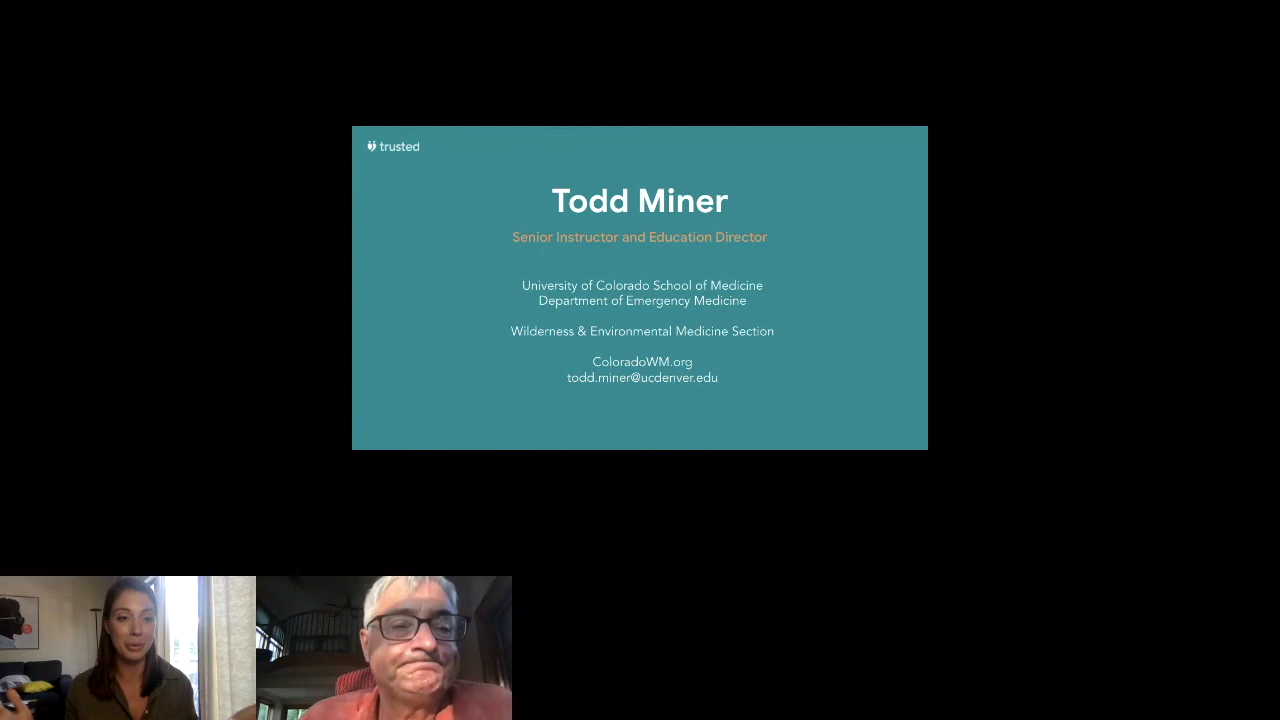 trusted
Todd Miner
Senior Instructor and Education Director
University of Colorado School of Medicine
Department of Emergency Medicine
Wilderness & Environmental Medicine Section
ColoradoWM.org
todd.miner@ucdenver.edu